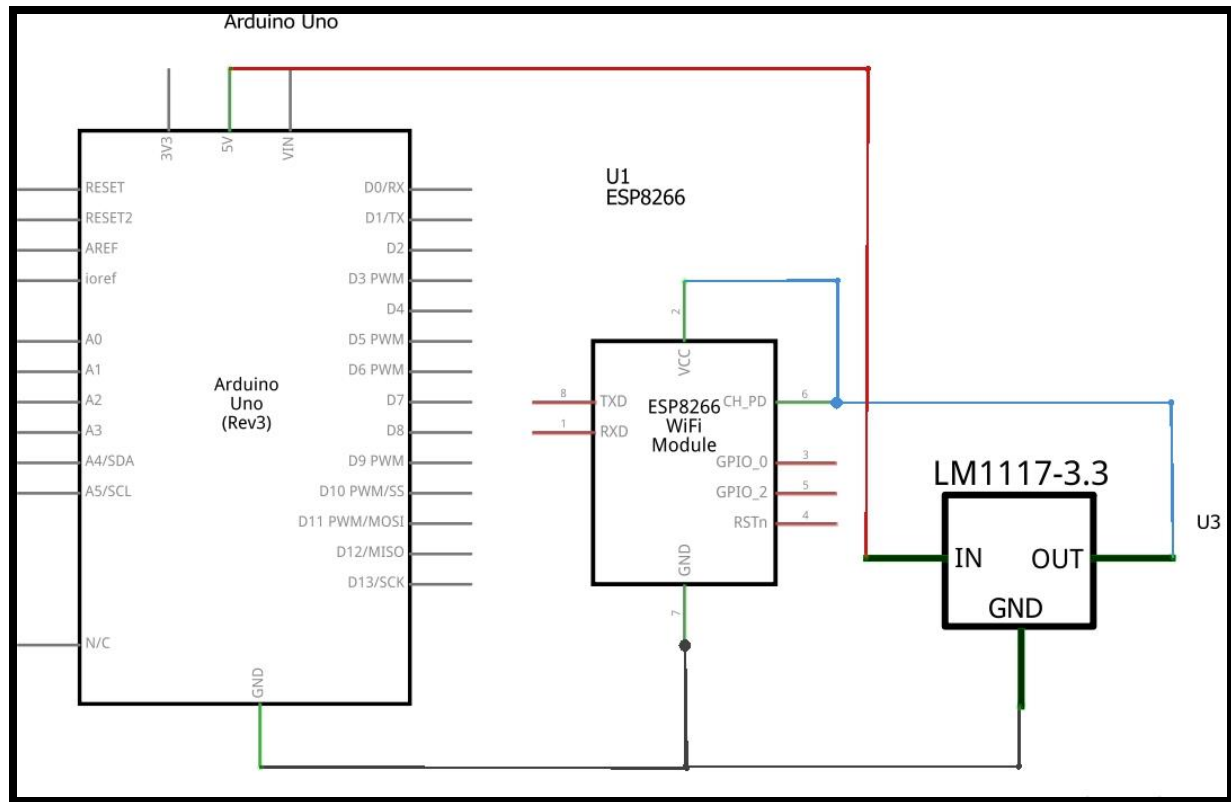 Arduino Uno
3V3
5V
VIN
RESET
RESET2
AREF
ioref
A0
A1
A2
A3
A4/SDA
A5/SCL
N/C
D0/RX
D1/TX
D2
D3 PWM
D4
D5 PWM
D6 PWM
D7
D8
D9 PWM
D10 PWM/SS
D11 PWM/MOSI
D12/MISO
D13/SCK
Arduino
Uno
(Rev3)
GND
U1
ESP8266
2
VCC
8
TXD
1
RXD
ESP8266
WiFi
Module
CH_PD
6
GPIO_0
3
GPIO_2
5
RSTn
4
GND
7
LM1117-3.3
IN
OUT
GND
U3